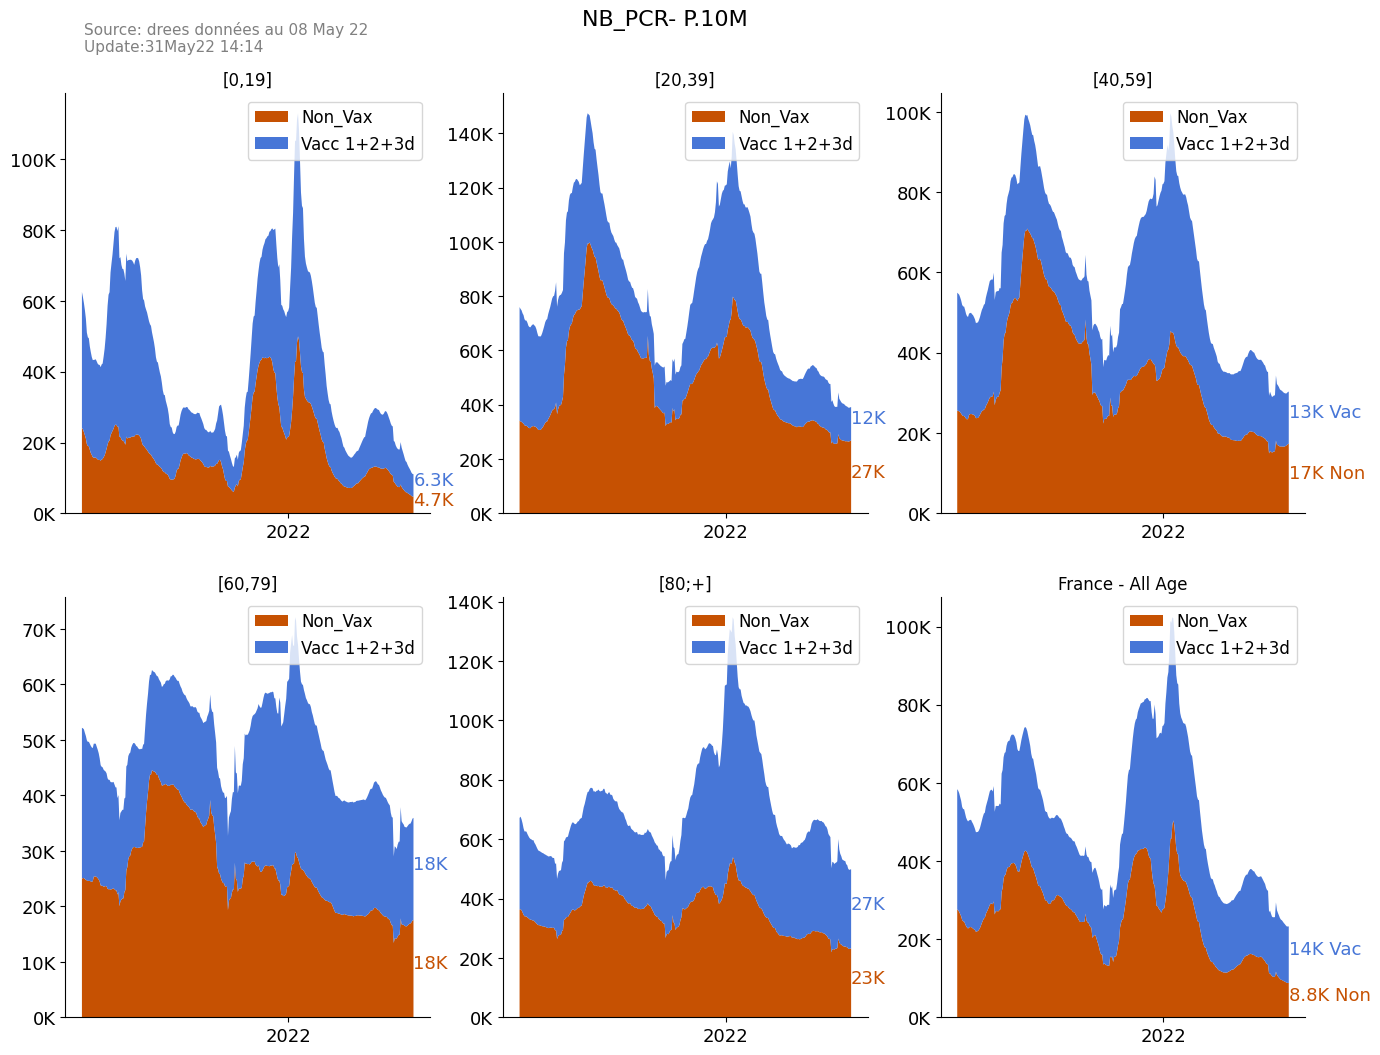 NB_PCR- P.10M
Source: drees données au 08 May 22
Update:31May22 14:14
[0,19]
Non_Vax
Vacc 1+2+3d
100K
80K
60K
40K
20K
0K
6.3K
4.7K
2022
[20,39]
Non_Vax
Vacc 1+2+3d
140K
120K
100K
80K
60K
40K
20K
0K
12K
27K
2022
[40,59]
Non_Vax
Vacc 1+2+3d
100K
80K
60K
40K
20K
0K
13K Vac
17K Non
2022
[60,79]
Non_Vax
Vacc 1+2+3d
70K
60K
50K
40K
30K
20K
10K
0K
18K
18K
2022
[80;+]
Non_Vax
Vacc 1+2+3d
140K
120K
100K
80K
60K
40K
20K
0K
27K
23K
2022
France - All Age
Non_Vax
Vacc 1+2+3d
100K
80K
60K
40K
20K
0K
14K Vac
8.8K Non
2022